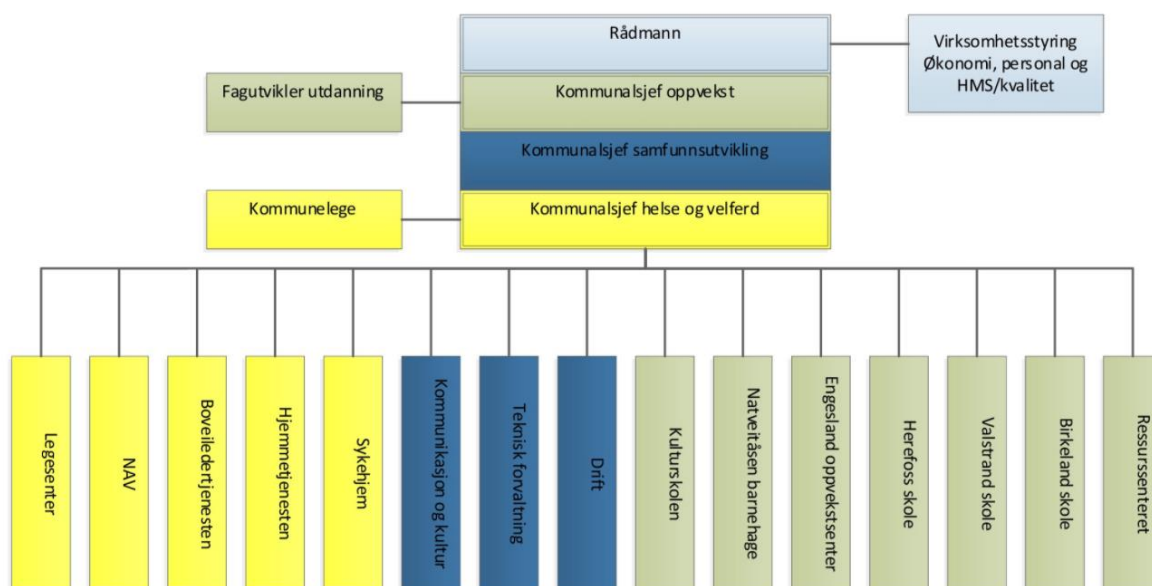 Rådmann
Virksomhetsstyring
Økonomi, personal og
HMS/kvalitet
Fagutvikler utdanning
Kommunalsjef oppvekst
Kommunalsjef samfunnsutvikling
Kommunelege
Kommunalsjef helse og velferd
Legesenter
NAV
Boveiledertjenesten
Hjemmetjenesten
Sykehjem
Kommunikasjon og kultur
Teknisk forvaltning
Drift
Kulturskolen
Natveitåsen barnehage
Engesland oppvekstsenter
Herefoss skole
Valstrand skole
Birkeland skole
Ressurssenteret